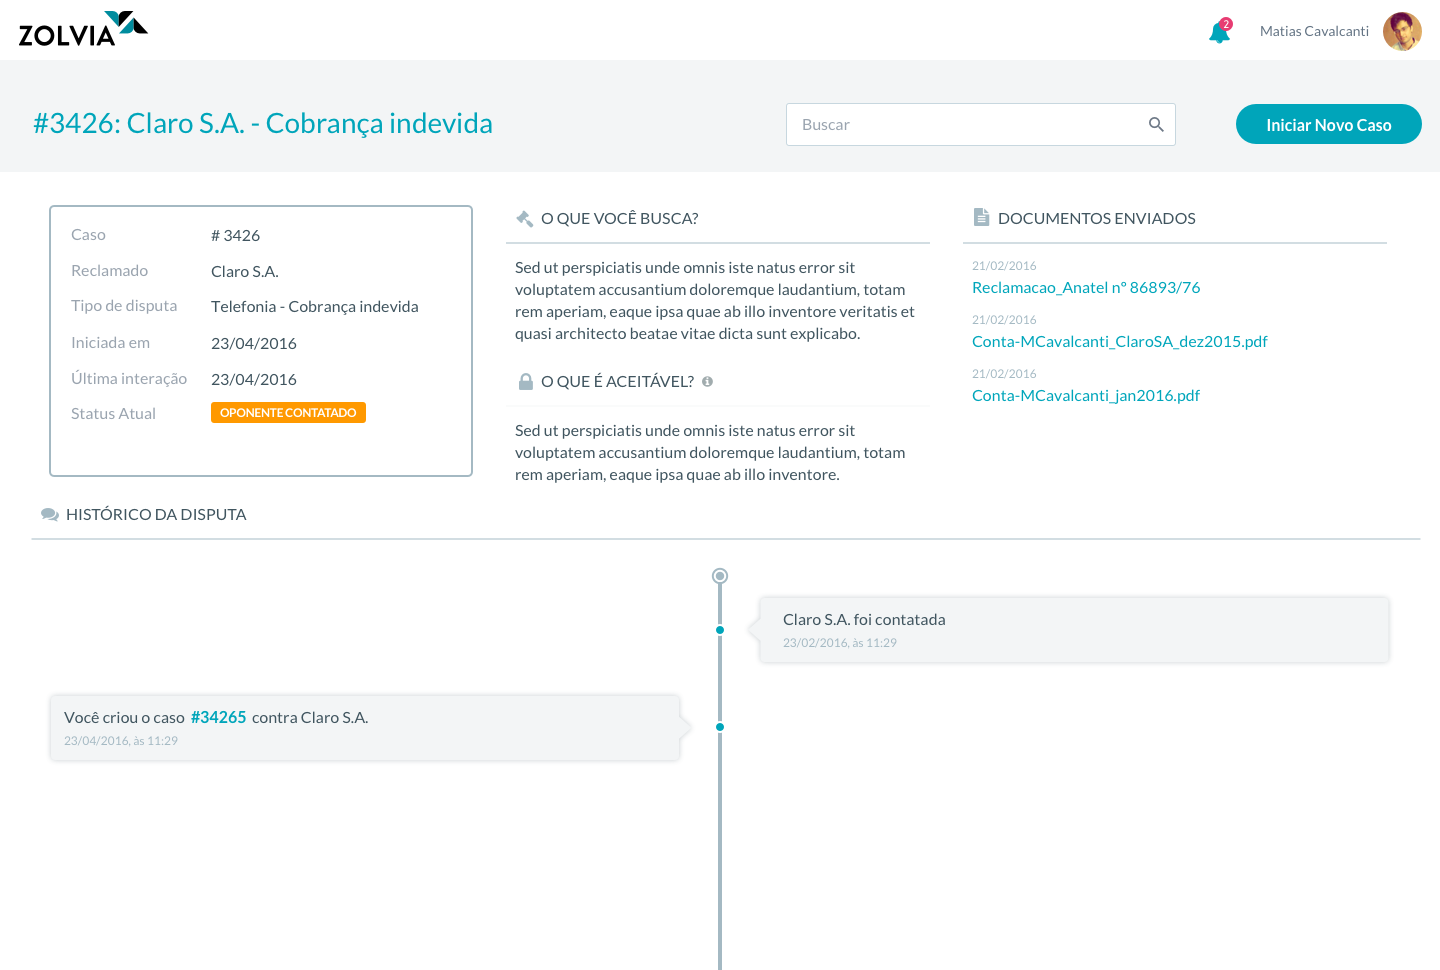 ZOLVIA
2
Matias Cavalcanti
#3426: Claro S.A. - Cobrança indevida
Buscar
Iniciar Novo Caso
Caso # 3426
Reclamado Claro S.A.
Tipo de disputa Telefonia - Cobrança indevida
Iniciada em 23/04/2016
Última interação 23/04/2016
Status Atual OPONENTE CONTATADO
O QUE VOCÊ BUSCA?
Sed ut perspiciatis unde omnis iste natus error sit
voluptatem accusantium doloremque laudantium, totam
rem aperiam, eaque ipsa quae ab illo inventore veritatis et
quasi architecto beatae vitae dicta sunt explicabo.
O QUE É ACEITÁVEL?
Sed ut perspiciatis unde omnis iste natus error sit
voluptatem accusantium doloremque laudantium, totam
rem aperiam, eaque ipsa quae ab illo inventore.
DOCUMENTOS ENVIADOS
21/02/2016
Reclamacao_Anatel nº 86893/76
21/02/2016
Conta-MCavalcanti_ClaroSA_dez2015.pdf
21/02/2016
Conta-MCavalcanti_jan2016.pdf
HISTÓRICO DA DISPUTA
Claro S.A. foi contatada
23/02/2016, às 11:29
Você criou o caso #34265 contra Claro S.A.
23/04/2016, às 11:29